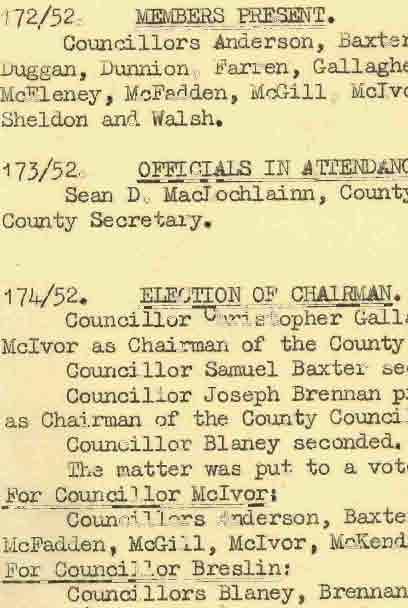 172/52. MEMBERS PRESENT.
Councillors Anderson, Baxter
Duggan, Dunnion, Farren, Gallaghe
McEleney, McFadden, McGill, McIvo
Sheldon and Walsh.
173/52. OFFICIALS IN ATTENDANC
Sean D. MacLochlainn, County
County Secretary.
174/52. ELECTION OF CHAIRMAN.
Councillor Christopher Galla
McIvor as Chairman of the County
Councillor Samuel Baxter se
Councillor Joseph Brennan p
as Chairman of the County Counci
Councillor Blaney seconded.
The matter was put to a vot
For Councillor McIvor:
Councillors Anderson, Baxte
McFadden, McGill, McIvor, McKend
For Councillor Breslin:
Councillors Blaney, Brennan